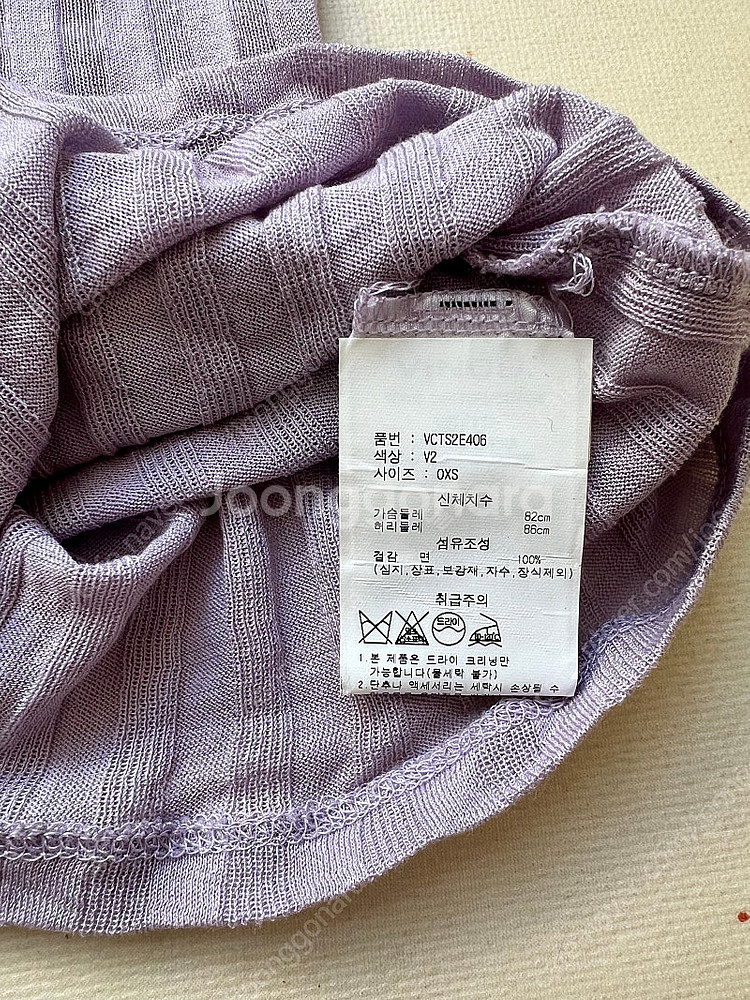 품번 : VCTS2E406
색상 : V2
사이즈 : 0XS
신체치수
가슴둘레 82cm
허리둘레 86cm
섬유조성
겉감 면 100%
(심지,상표,보강재,자수,장식제외)
취급주의
드라이
1.본 제품은 드라이 크리닝만
가능합니다(물세탁 불가)
2.단추나 액세서리는 세탁시 손상될 수